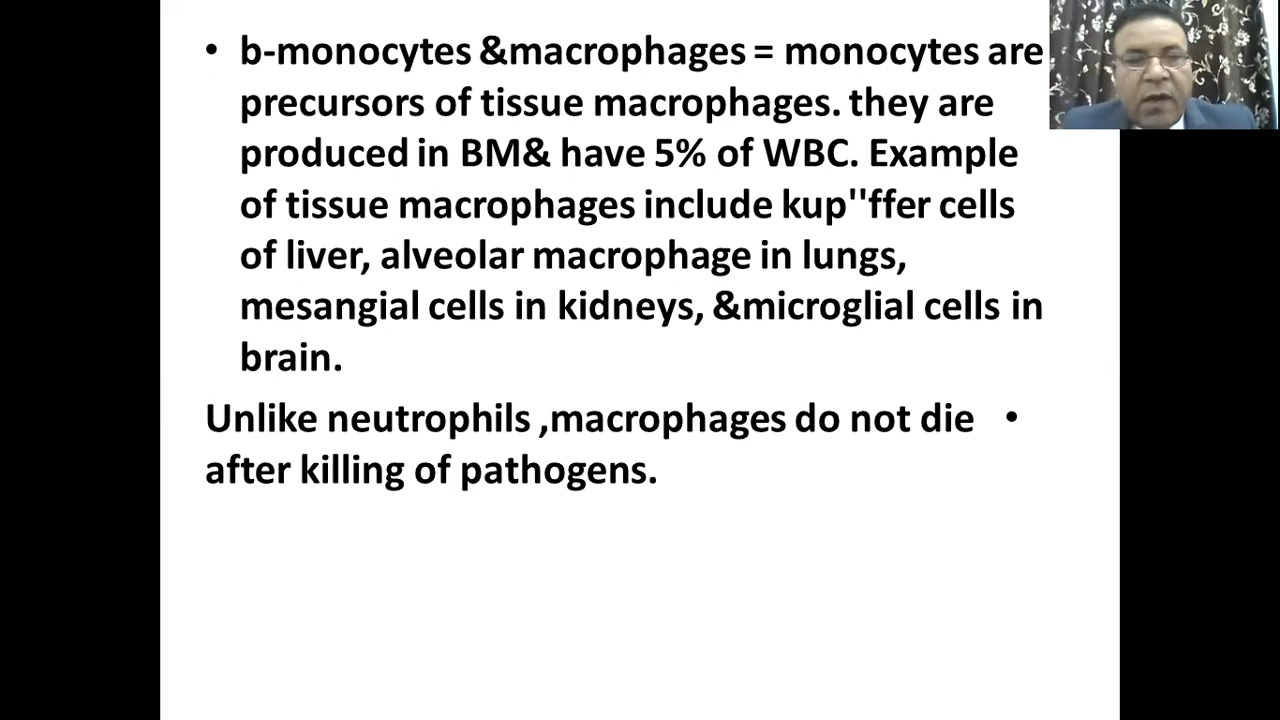 • b-monocytes &macrophages = monocytes are
precursors of tissue macrophages. they are
produced in BM& have 5% of WBC. Example
of tissue macrophages include kup''ffer cells
of liver, alveolar macrophage in lungs,
mesangial cells in kidneys, &microglial cells in
brain.
Unlike neutrophils ,macrophages do not die •
after killing of pathogens.